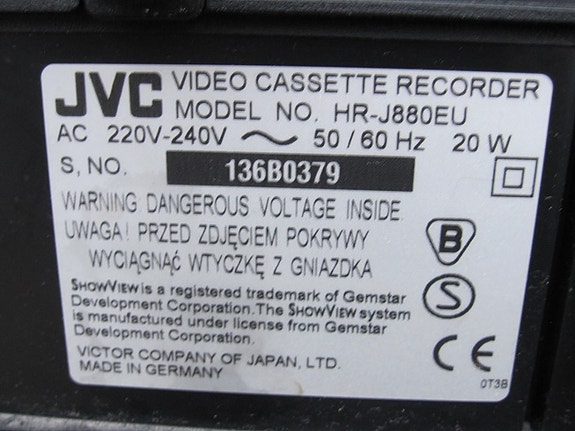 JVC VIDEO CASSETTE RECORDER
MODEL NO. HR-J880EU
AC 220V-240V ~ 50/60 Hz 20 W
S, NO. 136B0379
WARNING DANGEROUS VOLTAGE INSIDE
UWAGA! PRZED ZDJĘCIEM POKRYWY
WYCIĄGNĄĆ WTYCZKĘ Z GNIAZDKA
B
S
SHOWVIEW is a registered trademark of Gemstar
Development Corporation. The SHOWVIEW system
is manufactured under license from Gemstar
Development Corporation.
CE
VICTOR COMPANY OF JAPAN, LTD.
MADE IN GERMANY
0T3B